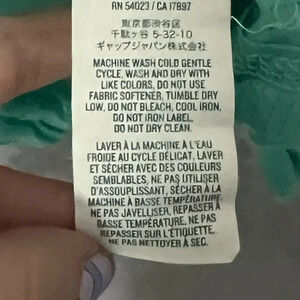 RN 54023 / CA 17897
東京都渋谷区
千駄ヶ谷 5-32-10
ギャップジャパン(株)
MACHINE WASH COLD GENTLE
CYCLE, WASH AND DRY WITH
LIKE COLORS, DO NOT USE
FABRIC SOFTENER, TUMBLE DRY
LOW, DO NOT BLEACH, COOL IRON,
DO NOT IRON LABEL,
DO NOT DRY CLEAN.
LAVER À LA MACHINE À L'EAU
FROIDE AU CYCLE DÉLICAT, LAVER
ET SÉCHER AVEC DES COULEURS
SEMBLABLES, NE PAS UTILISER
D'ASSOUPLISSANT, SÉCHER À LA
MACHINE À BASSE TEMPÉRATURE,
NE PAS JAVELLISER, REPASSER À
BASSE TEMPÉRATURE. NE PAS
REPASSER SUR L'ÉTIQUETTE.
NE PAS NETTOYER À SEC.